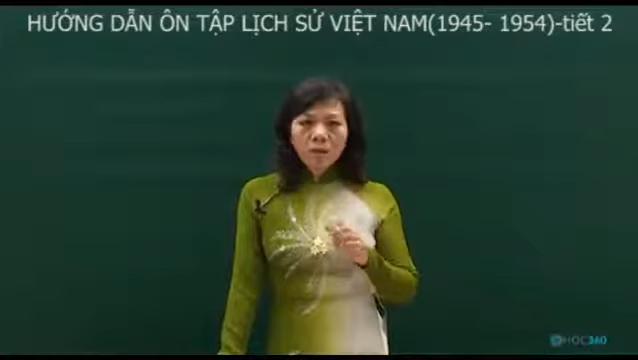 HƯỚNG DẪN ÔN TẬP LỊCH SỬ VIỆT NAM(1945- 1954)-tiết 2
HOC360